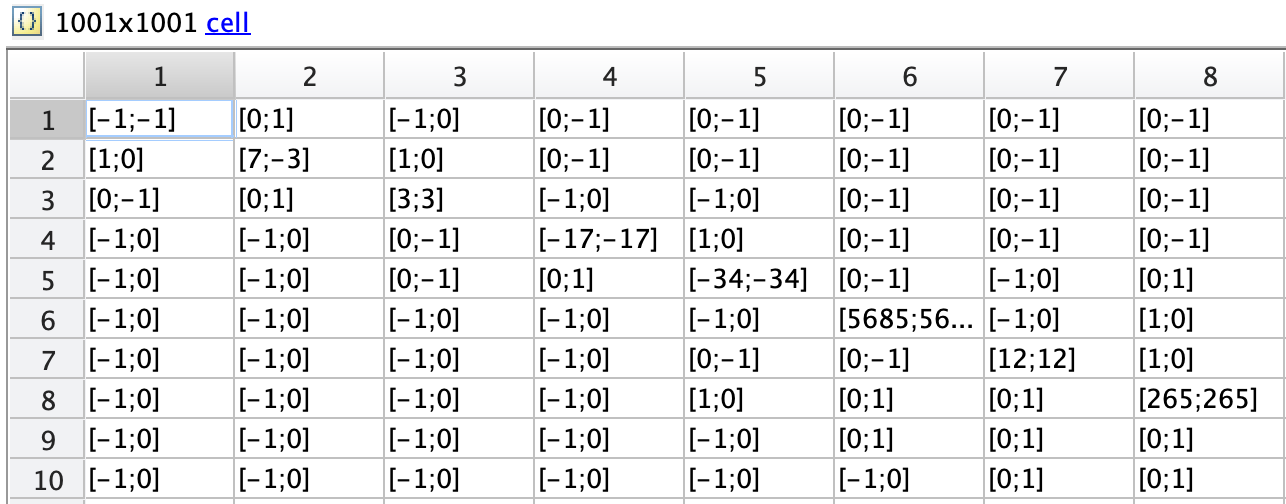 {} 1001x1001 cell
1 2 3 4 5 6 7 8
1 [-1;-1] [0;1] [-1;0] [0;-1] [0;-1] [0;-1] [0;-1] [0;-1]
2 [1;0] [7;-3] [1;0] [0;-1] [0;-1] [0;-1] [0;-1] [0;-1]
3 [0;-1] [0;1] [3;3] [-1;0] [-1;0] [0;-1] [0;-1] [0;-1]
4 [-1;0] [-1;0] [0;-1] [-17;-17] [1;0] [0;-1] [0;-1] [0;-1]
5 [-1;0] [-1;0] [0;-1] [0;1] [-34;-34] [0;-1] [-1;0] [0;1]
6 [-1;0] [-1;0] [-1;0] [-1;0] [-1;0] [5685;56... [-1;0] [1;0]
7 [-1;0] [-1;0] [-1;0] [-1;0] [0;-1] [0;-1] [12;12] [1;0]
8 [-1;0] [-1;0] [-1;0] [-1;0] [1;0] [0;1] [0;1] [265;265]
9 [-1;0] [-1;0] [-1;0] [-1;0] [-1;0] [0;1] [0;1] [0;1]
10 [-1;0] [-1;0] [-1;0] [-1;0] [-1;0] [-1;0] [0;1] [0;1]